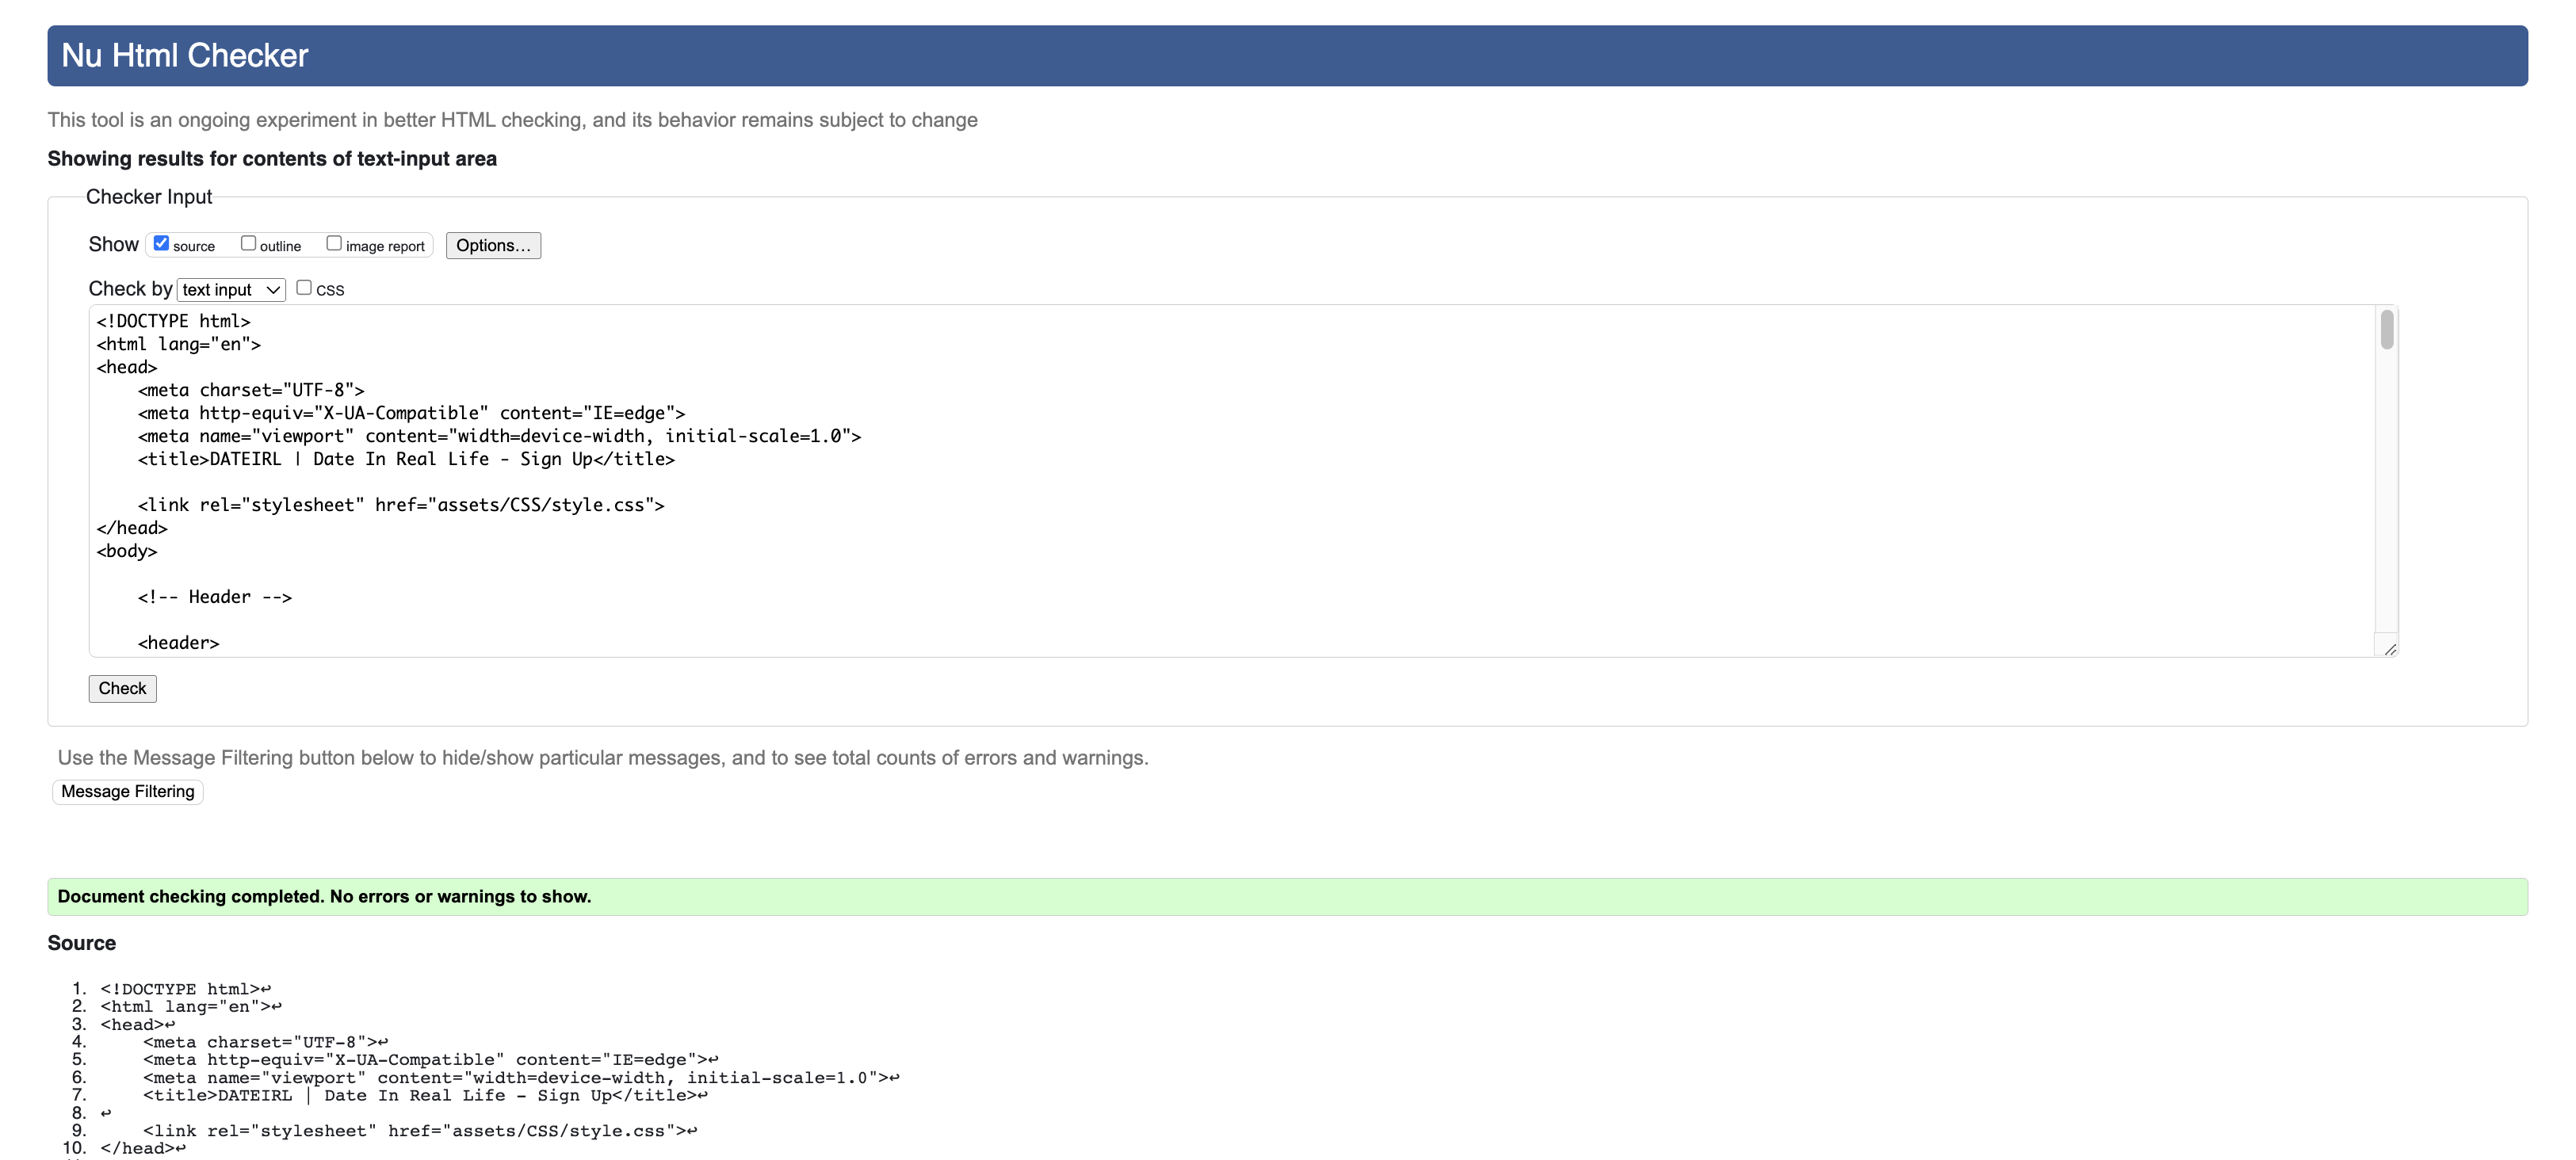 Nu Html Checker
This tool is an ongoing experiment in better HTML checking, and its behavior remains subject to change
Showing results for contents of text-input area
Checker Input
Show source outline image report Options...
Check by text input CSS
<!DOCTYPE html>
<html lang="en">
<head>
    <meta charset="UTF-8">
    <meta http-equiv="X-UA-Compatible" content="IE=edge">
    <meta name="viewport" content="width=device-width, initial-scale=1.0">
    <title>DATEIRL | Date In Real Life - Sign Up</title>
    <link rel="stylesheet" href="assets/CSS/style.css">
</head>
<body>
    <!-- Header -->
    <header>
Check
Use the Message Filtering button below to hide/show particular messages, and to see total counts of errors and warnings.
Message Filtering
Document checking completed. No errors or warnings to show.
Source
1. <!DOCTYPE html>↩
2. <html lang="en">↩
3. <head>↩
4.     <meta charset="UTF-8">↩
5.     <meta http-equiv="X-UA-Compatible" content="IE=edge">↩
6.     <meta name="viewport" content="width=device-width, initial-scale=1.0">↩
7.     <title>DATEIRL | Date In Real Life - Sign Up</title>↩
8. ↩
9.     <link rel="stylesheet" href="assets/CSS/style.css">↩
10. </head>↩